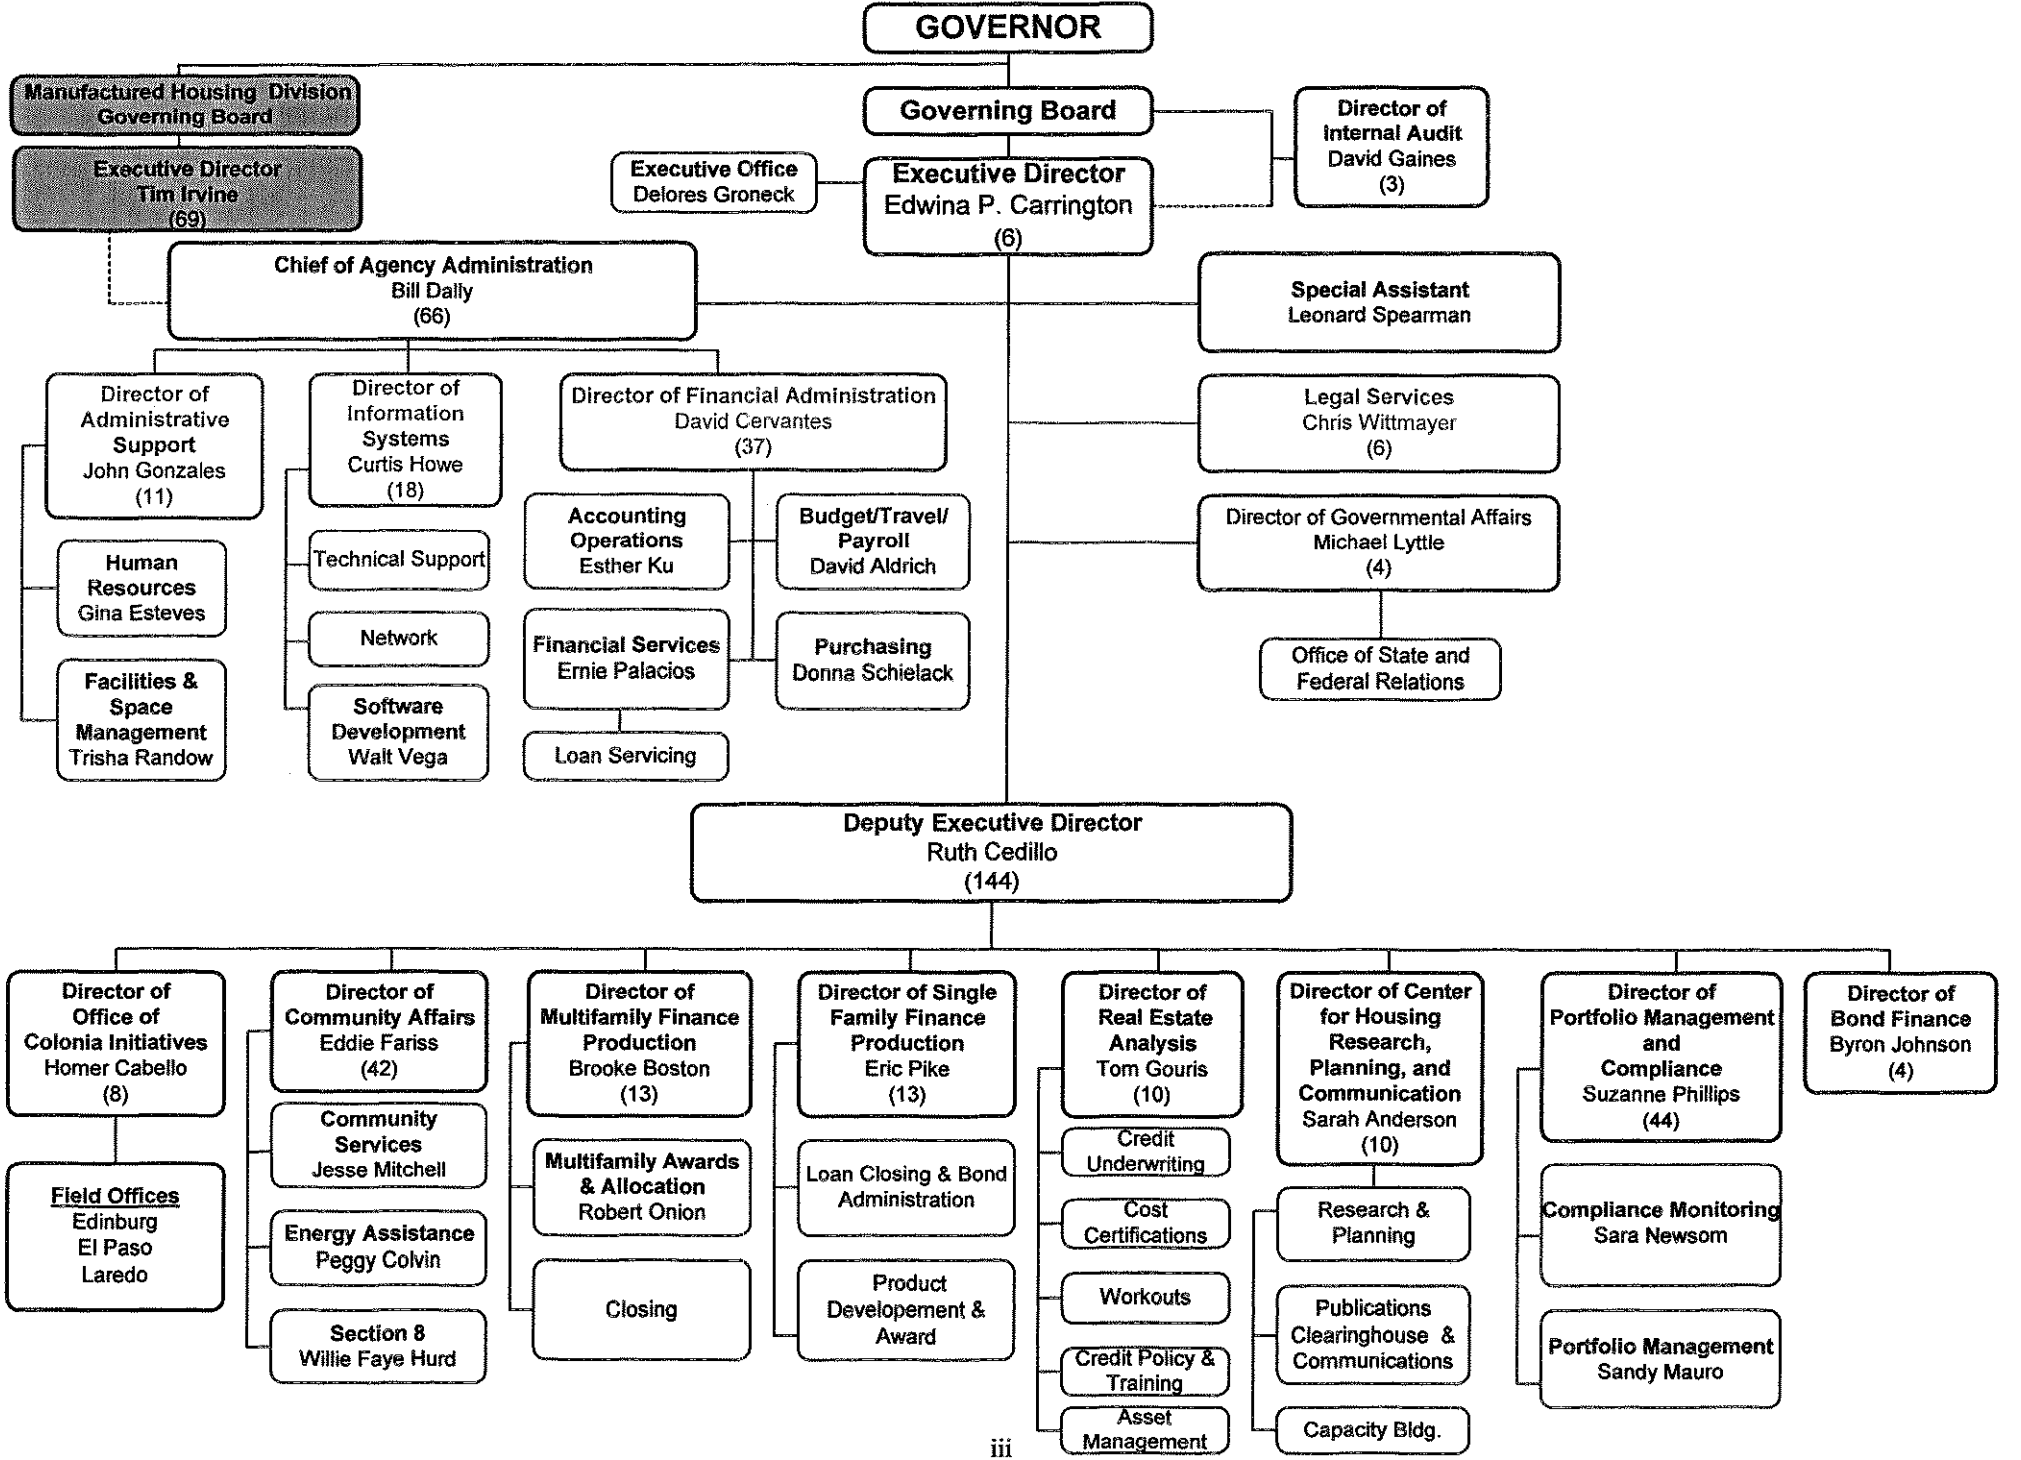 GOVERNOR
Manufactured Housing Division
Governing Board
Executive Director
Tim Irvine
(69)
Governing Board
Director of
Internal Audit
David Gaines
(3)
Executive Office
Delores Groneck
Executive Director
Edwina P. Carrington
(6)
Chief of Agency Administration
Bill Dally
(66)
Special Assistant
Leonard Spearman
Director of
Administrative
Support
John Gonzales
(11)
Director of
Information
Systems
Curtis Howe
(18)
Director of Financial Administration
David Cervantes
(37)
Legal Services
Chris Wittmayer
(6)
Human
Resources
Gina Esteves
Facilities &
Space
Management
Trisha Randow
Technical Support
Network
Software
Development
Walt Vega
Accounting
Operations
Esther Ku
Budget/Travel/
Payroll
David Aldrich
Financial Services
Ernie Palacios
Purchasing
Donna Schielack
Loan Servicing
Director of Governmental Affairs
Michael Lyttle
(4)
Office of State and
Federal Relations
Deputy Executive Director
Ruth Cedillo
(144)
Director of
Office of
Colonia Initiatives
Homer Cabello
(8)
Field Offices
Edinburg
El Paso
Laredo
Director of
Community Affairs
Eddie Fariss
(42)
Community
Services
Jesse Mitchell
Energy Assistance
Peggy Colvin
Section 8
Willie Faye Hurd
Director of
Multifamily Finance
Production
Brooke Boston
(13)
Multifamily Awards
& Allocation
Robert Onion
Closing
Director of Single
Family Finance
Production
Eric Pike
(13)
Loan Closing & Bond
Administration
Product
Developement &
Award
Director of
Real Estate
Analysis
Tom Gouris
(10)
Credit
Underwriting
Cost
Certifications
Workouts
Credit Policy &
Training
Asset
Management
Director of Center
for Housing
Research,
Planning, and
Communication
Sarah Anderson
(10)
Research &
Planning
Publications
Clearinghouse &
Communications
Capacity Bldg.
Director of
Portfolio Management
and
Compliance
Suzanne Phillips
(44)
Compliance Monitoring
Sara Newsom
Portfolio Management
Sandy Mauro
Director of
Bond Finance
Byron Johnson
(4)
iii